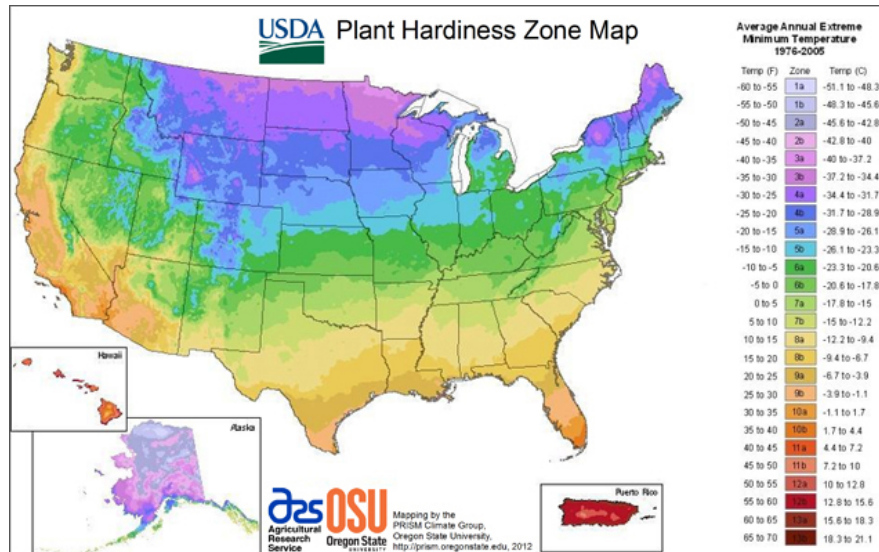 USDA Plant Hardiness Zone Map
Average Annual Extreme
Minimum Temperature
1976-2005
Temp (F) Zone Temp (C)
-60 to -55 1a -51.1 to -48.3
-55 to -50 1b -48.3 to -45.6
-50 to -45 2a -45.6 to -42.8
-45 to -40 2b -42.8 to -40
-40 to -35 3a -40 to -37.2
-35 to -30 3b -37.2 to -34.4
-30 to -25 4a -34.4 to -31.7
-25 to -20 4b -31.7 to -28.9
-20 to -15 5a -28.9 to -26.1
-15 to -10 5b -26.1 to -23.3
-10 to -5 6a -23.3 to -20.6
-5 to 0 6b -20.6 to -17.8
0 to 5 7a -17.8 to -15
5 to 10 7b -15 to -12.2
10 to 15 8a -12.2 to -9.4
15 to 20 8b -9.4 to -6.7
20 to 25 9a -6.7 to -3.9
25 to 30 9b -3.9 to -1.1
30 to 35 10a -1.1 to 1.7
35 to 40 10b 1.7 to 4.4
40 to 45 11a 4.4 to 7.2
45 to 50 11b 7.2 to 10
50 to 55 12a 10 to 12.8
55 to 60 12b 12.8 to 15.6
60 to 65 13a 15.6 to 18.3
65 to 70 13b 18.3 to 21.1
Hawaii
Alaska
Puerto Rico
ars
Agricultural
Research
Service
OSU
Oregon State
UNIVERSITY
Mapping by the
PRISM Climate Group,
Oregon State University,
http://prism.oregonstate.edu, 2012